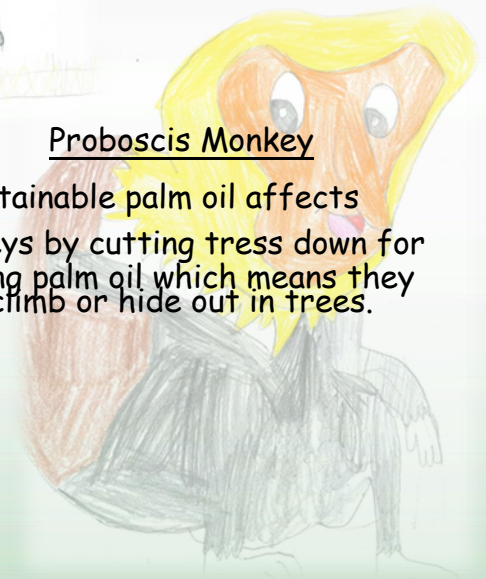 Proboscis Monkey
tainable palm oil affects
ys by cutting tress down for
ng palm oil which means they
climb or hide out in trees.